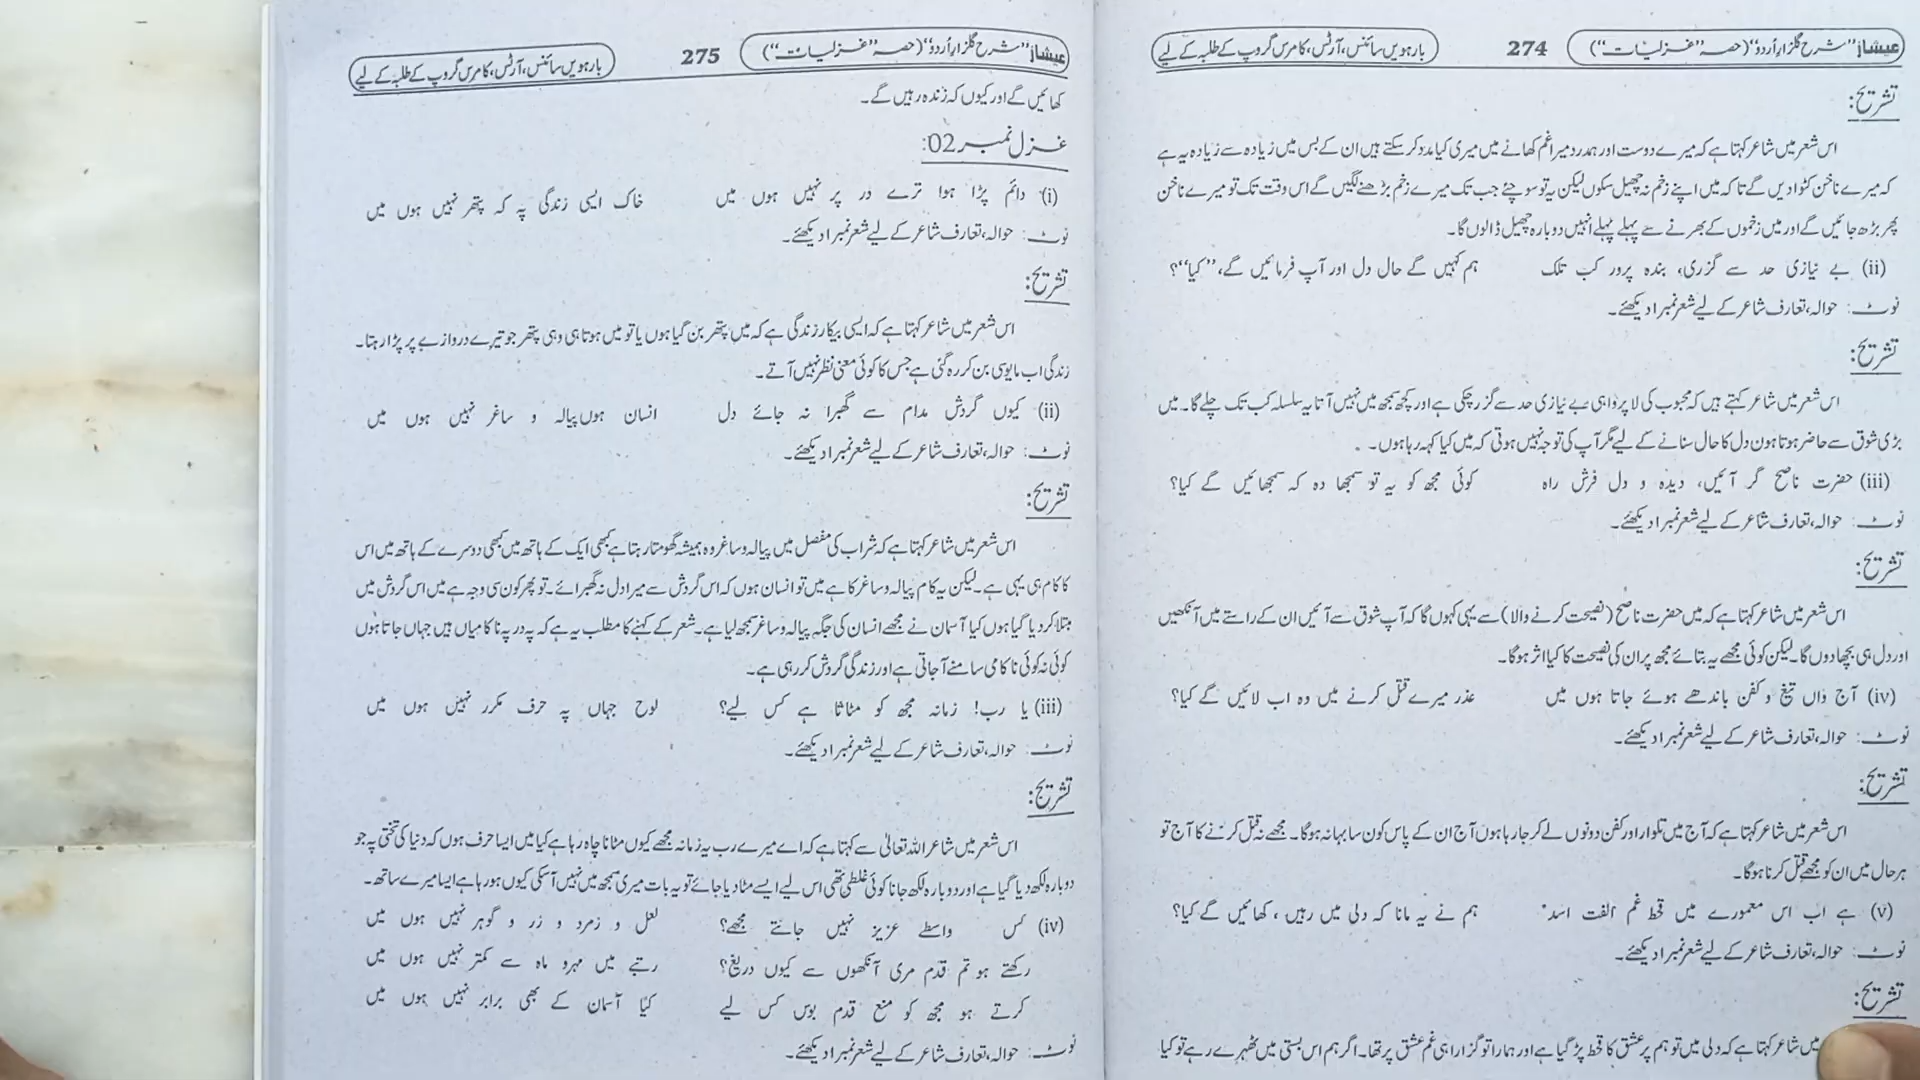 عیشاز "شرح گلزارِ اُردو" (حصہ "غزلیات") 274 بارہویں سائنس، آرٹس، کامرس گروپ کے طلبہ کے لیے
تشریح:
اس شعر میں شاعر کہتا ہے کہ میرے دوست اور ہمدرد میرا غم کھانے میں میری کیا مدد کر سکتے ہیں ان کے بس میں زیادہ سے زیادہ یہ ہے
کہ میرے ناخن کٹوا دیں گے تا کہ میں اپنے زخم نہ چھیل سکوں لیکن یہ تو سوچئے جب تک میرے زخم بڑھنے لگیں گے اس وقت تک تو میرے ناخن
پھر بڑھ جائیں گے اور میں زخموں کے بھرنے سے پہلے پہلے انہیں دوبارہ چھیل ڈالوں گا۔
(ii) بے نیازی حد سے گزری، بندہ پرور کب تلک ہم کہیں گے حال دل اور آپ فرمائیں گے، "کیا"؟
نوٹ: حوالہ، تعارف شاعر کے لیے شعر نمبر ا دیکھئے۔
تشریح:
اس شعر میں شاعر کہتے ہیں کہ محبوب کی لا پرواہی بے نیازی حد سے گزر چکی ہے اور کچھ سمجھ میں نہیں آتا یہ سلسلہ کب تک چلے گا۔ میں
بڑی شوق سے حاضر ہوتا ہون دل کا حال سنانے کے لیے مگر آپ کی توجہ نہیں ہوتی کہ میں کیا کہہ رہا ہوں۔
(iii) حضرت ناصح گر آئیں، دیدہ و دل فرش راہ کوئی مجھ کو یہ تو سمجھا دہ کہ سمجھائیں گے کیا؟
نوٹ: حوالہ، تعارف شاعر کے لیے شعر نمبر ا دیکھئے۔
تشریح:
اس شعر میں شاعر کہتا ہے کہ میں حضرت ناصح (نصیحت کرنے والا) سے یہی کہوں گا کہ آپ شوق سے آئیں ان کے راستے میں آنکھیں
اور دل ہی بچھا دوں گا۔ لیکن کوئی مجھے یہ بتائے مجھ پر ان کی نصیحت کا کیا اثر ہوگا۔
(iv) آج واں تیغ و کفن باندھے ہوئے جاتا ہوں میں عذر میرے قتل کرنے میں وہ اب لائیں گے کیا؟
نوٹ: حوالہ، تعارف شاعر کے لیے شعر نمبر ا دیکھئے۔
تشریح:
اس شعر میں شاعر کہتا ہے کہ آج میں تلوار اور کفن دونوں لے کر جا رہا ہوں آج ان کے پاس کون سا بہانہ ہوگا۔ مجھے نہ قتل کرنے کا آج تو
ہر حال میں ان کو مجھے قتل کرنا ہوگا۔
(v) ہے اب اس معمورے میں قحط غم الفت اسد ہم نے یہ مانا کہ دلی میں رہیں، کھائیں گے کیا؟
نوٹ: حوالہ، تعارف شاعر کے لیے شعر نمبر ا دیکھئے۔
تشریح:
میں شاعر کہتا ہے کہ دلی میں تو ہم پر عشق کا قحط پڑ گیا ہے اور ہمارا تو گزارا ہی غم عشق پر تھا۔ اگر ہم اس بستی میں ٹھہرے رہے تو کیا
عیشاز "شرح گلزارِ اُردو" (حصہ "غزلیات") 275 بارہویں سائنس، آرٹس، کامرس گروپ کے طلبہ کے لیے
کھائیں گے اور کیوں کہ زندہ رہیں گے۔
غزل نمبر 02:
(i) دائم پڑا ہوا ترے در پر نہیں ہوں میں خاک ایسی زندگی پہ کہ پتھر نہیں ہوں میں
نوٹ: حوالہ، تعارف شاعر کے لیے شعر نمبر ا دیکھئے۔
تشریح:
اس شعر میں شاعر کہتا ہے کہ ایسی بیکار زندگی ہے کہ میں پتھر بن گیا ہوں یا تو میں ہوتا ہی وہی پتھر جو تیرے دروازے پر پڑا رہتا۔
زندگی اب مایوسی بن کر رہ گئی ہے جس کا کوئی معنی نظر نہیں آتے۔
(ii) کیوں گردش مدام سے گھبرا نہ جائے دل انسان ہوں پیالہ و ساغر نہیں ہوں میں
نوٹ: حوالہ، تعارف شاعر کے لیے شعر نمبر ا دیکھئے۔
تشریح:
اس شعر میں شاعر کہتا ہے کہ شراب کی مفصل میں پیالہ و ساغر وہ ہمیشہ گھومتا رہتا ہے کبھی ایک کے ہاتھ میں کبھی دوسرے کے ہاتھ میں اس
کا کام ہی یہی ہے۔ لیکن یہ کام پیالہ و ساغر کا ہے میں تو انسان ہوں کہ اس گردش سے میرا دل نہ گھبرائے۔ تو پھر کون سی وجہ ہے میں اس گردش میں
مبتلا کر دیا گیا ہوں کیا آسمان نے مجھے انسان کی جگہ پیالہ و ساغر سمجھ لیا ہے۔ شعر کے کہنے کا مطلب یہ ہے کہ پہ در پہ ناکامیاں ہیں جہاں جاتا ہوں
کوئی نہ کوئی ناکامی سامنے آجاتی ہے اور زندگی گردش کر رہی ہے۔
(iii) یا رب! زمانہ مجھ کو مٹاتا ہے کس لیے؟ لوح جہاں پہ حرف مکرر نہیں ہوں میں
نوٹ: حوالہ، تعارف شاعر کے لیے شعر نمبر ا دیکھئے۔
تشریح:
اس شعر میں شاعر اللہ تعالیٰ سے کہتا ہے کہ اے میرے رب یہ زمانہ مجھے کیوں مٹانا چاہ رہا ہے کیا میں ایسا حرف ہوں کہ دنیا کی تختی پہ جو
دوبارہ لکھ دیا گیا ہے اور دوبارہ لکھ جانا کوئی غلطی تھی اس لیے ایسے مٹا دیا جائے تو یہ بات میری سمجھ میں نہیں آسکی کیوں ہو رہا ہے ایسا میرے ساتھ۔
(iv) کس واسطے عزیز نہیں جانتے مجھے؟ لعل و زمرد و زر و گوہر نہیں ہوں میں
رکھتے ہو تم قدم مری آنکھوں سے کیوں دریغ؟ رتبے میں مہر و ماہ سے کمتر نہیں ہوں میں
کرتے ہو مجھ کو منع قدم بوس کس لیے کیا آسمان کے بھی برابر نہیں ہوں میں
نوٹ: حوالہ، تعارف شاعر کے لیے شعر نمبر ا دیکھئے۔